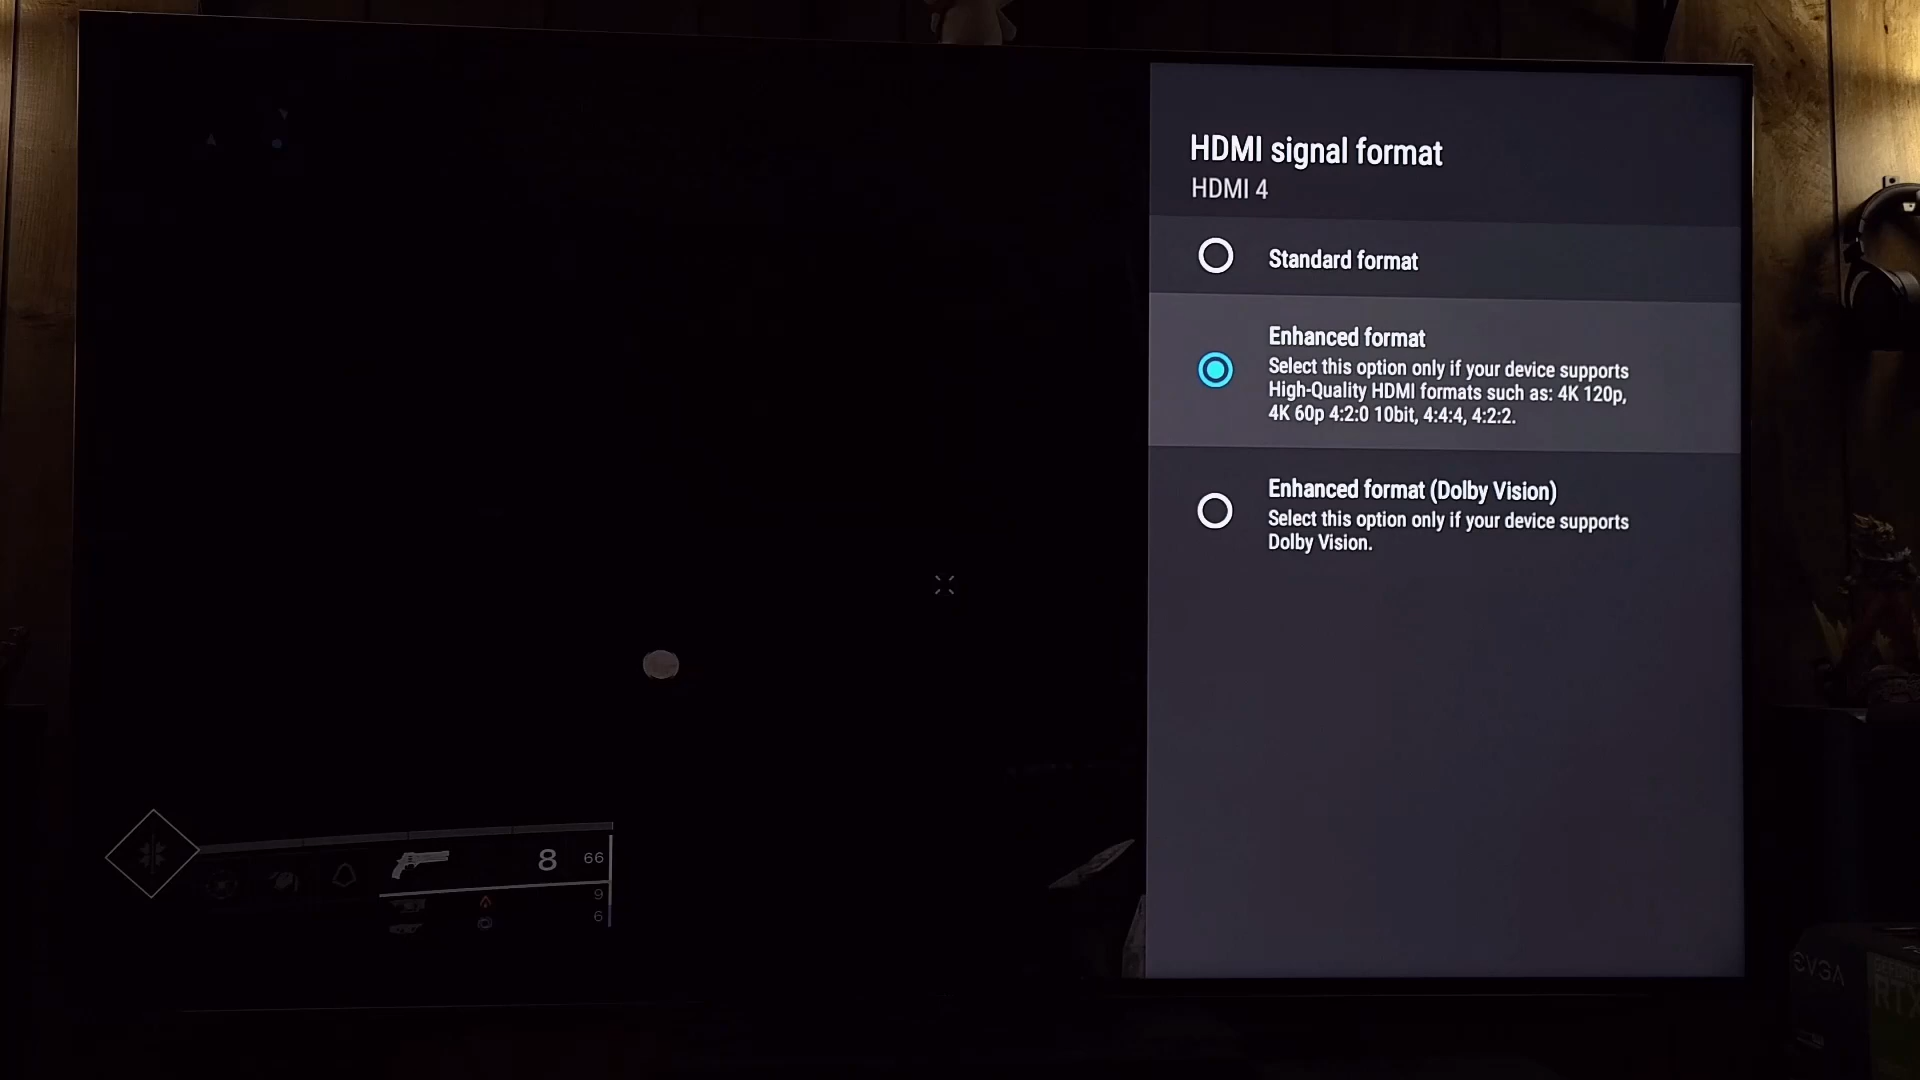 HDMI signal format
HDMI 4
Standard format
Enhanced format
Select this option only if your device supports
High-Quality HDMI formats such as: 4K 120p,
4K 60p 4:2:0 10bit, 4:4:4, 4:2:2.
Enhanced format (Dolby Vision)
Select this option only if your device supports
Dolby Vision.
8 66
9
6
EVGA
RTX